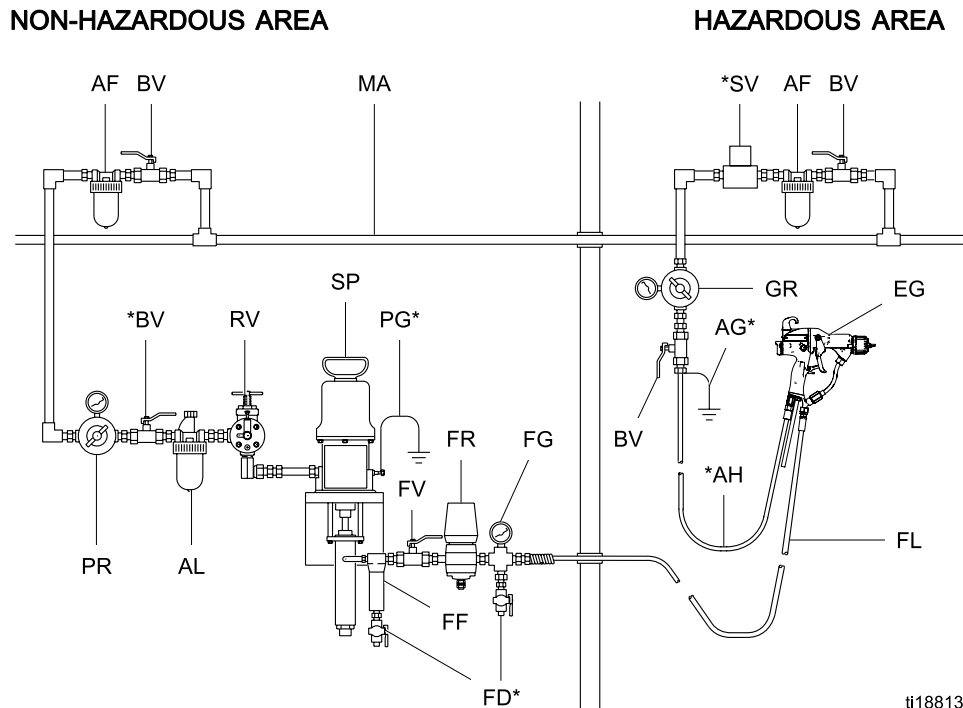 NON-HAZARDOUS AREA
HAZARDOUS AREA
AF BV MA *SV AF BV
SP GR EG
*BV RV PG* AG*
FR FG BV *AH
FV
PR AL FL
FF
FD*
ti18813